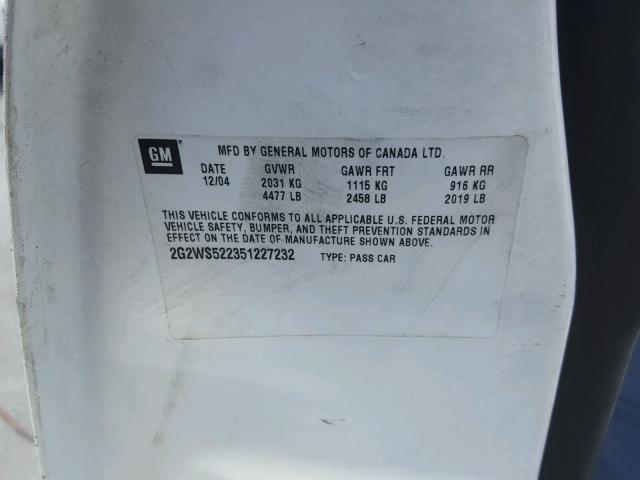 GM
MFD BY GENERAL MOTORS OF CANADA LTD.
DATE GVWR GAWR FRT GAWR RR
12/04 2031 KG 1115 KG 916 KG
4477 LB 2458 LB 2019 LB
THIS VEHICLE CONFORMS TO ALL APPLICABLE U.S. FEDERAL MOTOR
VEHICLE SAFETY, BUMPER, AND THEFT PREVENTION STANDARDS
IN EFFECT ON THE DATE OF MANUFACTURE SHOWN ABOVE.
2G2WS522351227232 TYPE: PASS CAR